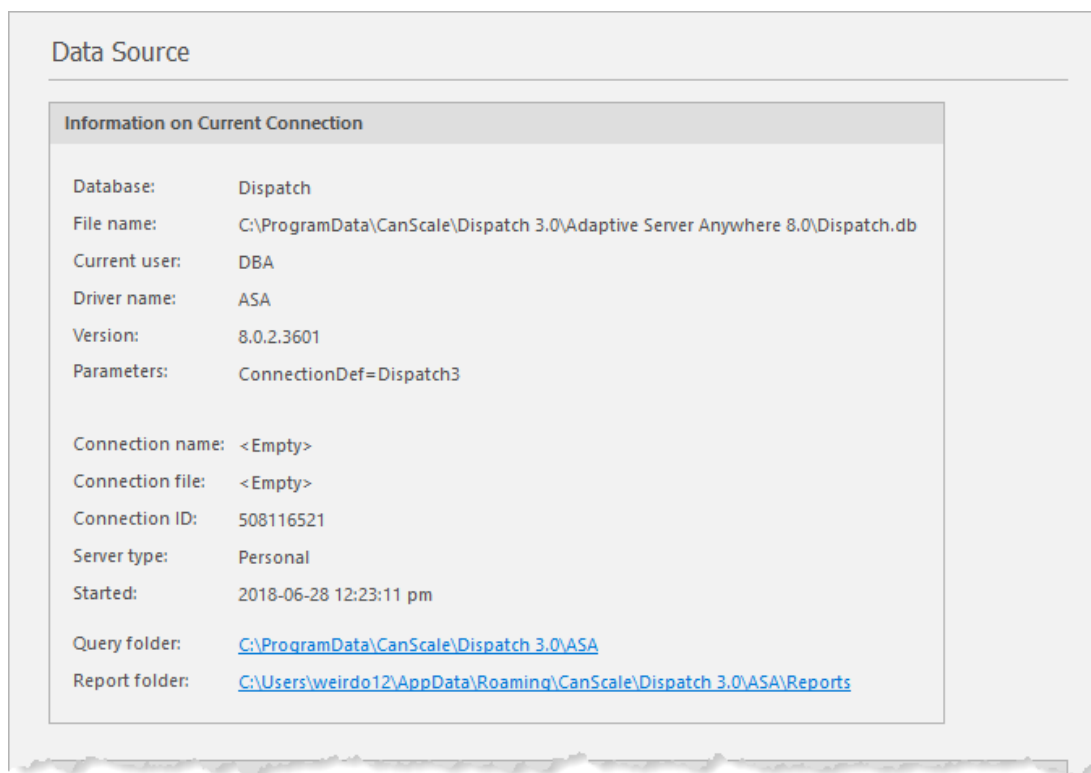 Data Source
Information on Current Connection
Database: Dispatch
File name: C:\ProgramData\CanScale\Dispatch 3.0\Adaptive Server Anywhere 8.0\Dispatch.db
Current user: DBA
Driver name: ASA
Version: 8.0.2.3601
Parameters: ConnectionDef=Dispatch3
Connection name: <Empty>
Connection file: <Empty>
Connection ID: 508116521
Server type: Personal
Started: 2018-06-28 12:23:11 pm
Query folder: C:\ProgramData\CanScale\Dispatch 3.0\ASA
Report folder: C:\Users\weirdo12\AppData\Roaming\CanScale\Dispatch 3.0\ASA\Reports